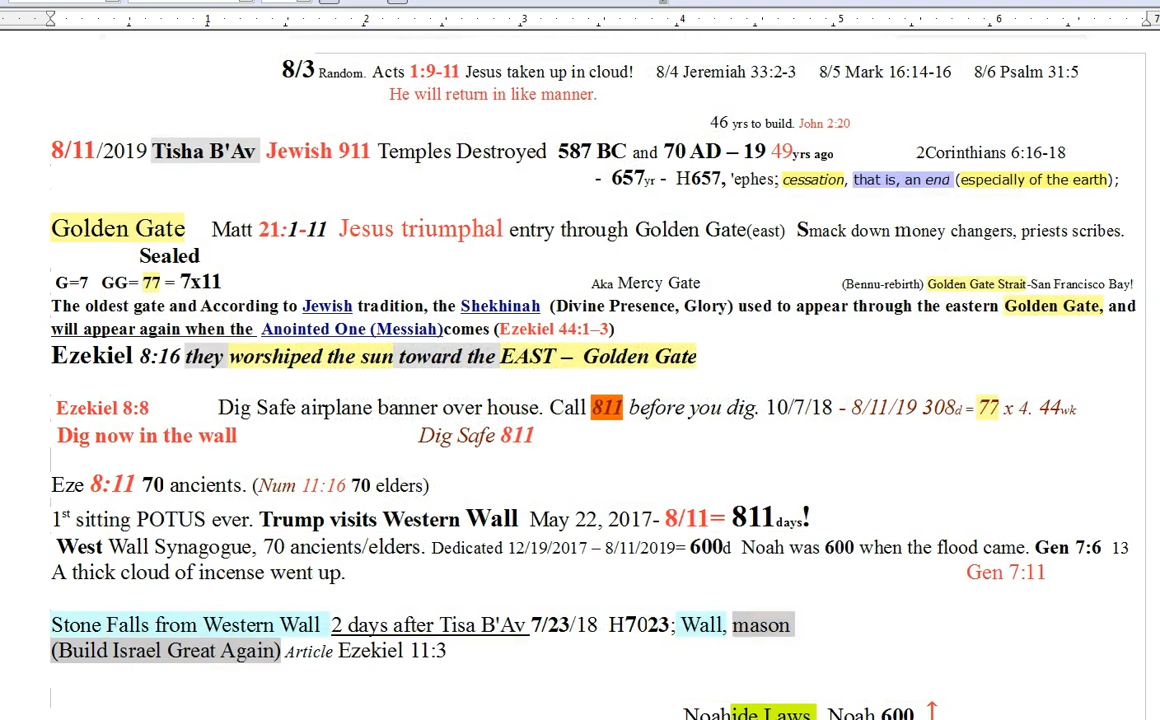 1 2 3 4 5 6 7
8/3 Random. Acts 1:9-11 Jesus taken up in cloud! 8/4 Jeremiah 33:2-3 8/5 Mark 16:14-16 8/6 Psalm 31:5
He will return in like manner.
46 yrs to build. John 2:20
8/11/2019 Tisha B'Av Jewish 911 Temples Destroyed 587 BC and 70 AD – 19 49yrs ago 2Corinthians 6:16-18
- 657yr - H657, 'ephes; cessation, that is, an end (especially of the earth);
Golden Gate Matt 21:1-11 Jesus triumphal entry through Golden Gate(east) Smack down money changers, priests scribes.
Sealed
G=7 GG= 77 = 7x11 Aka Mercy Gate (Bennu-rebirth) Golden Gate Strait-San Francisco Bay!
The oldest gate and According to Jewish tradition, the Shekhinah (Divine Presence, Glory) used to appear through the eastern Golden Gate, and
will appear again when the Anointed One (Messiah)comes (Ezekiel 44:1–3)
Ezekiel 8:16 they worshiped the sun toward the EAST – Golden Gate
Ezekiel 8:8 Dig Safe airplane banner over house. Call 811 before you dig. 10/7/18 - 8/11/19 308d = 77 x 4. 44wk
Dig now in the wall Dig Safe 811
Eze 8:11 70 ancients. (Num 11:16 70 elders)
1st sitting POTUS ever. Trump visits Western Wall May 22, 2017- 8/11= 811days!
West Wall Synagogue, 70 ancients/elders. Dedicated 12/19/2017 – 8/11/2019= 600d Noah was 600 when the flood came. Gen 7:6 13
A thick cloud of incense went up. Gen 7:11
Stone Falls from Western Wall 2 days after Tisa B'Av 7/23/18 H7023; Wall, mason
(Build Israel Great Again) Article Ezekiel 11:3
Noahide Laws Noah 600 ↑